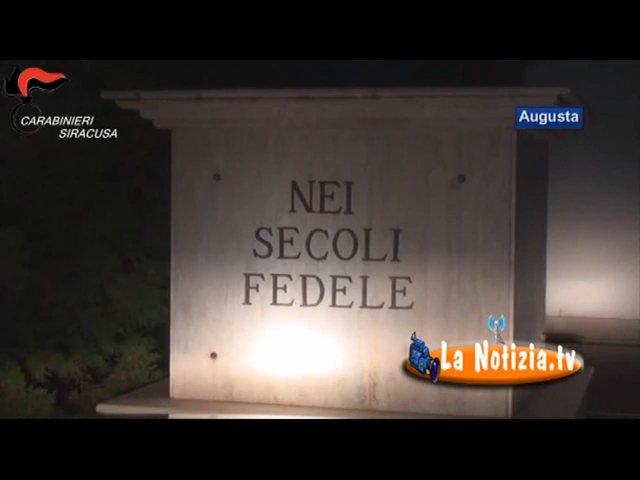 CARABINIERI
SIRACUSA
Augusta
NEI
SECOLI
FEDELE
La Notizia.tv